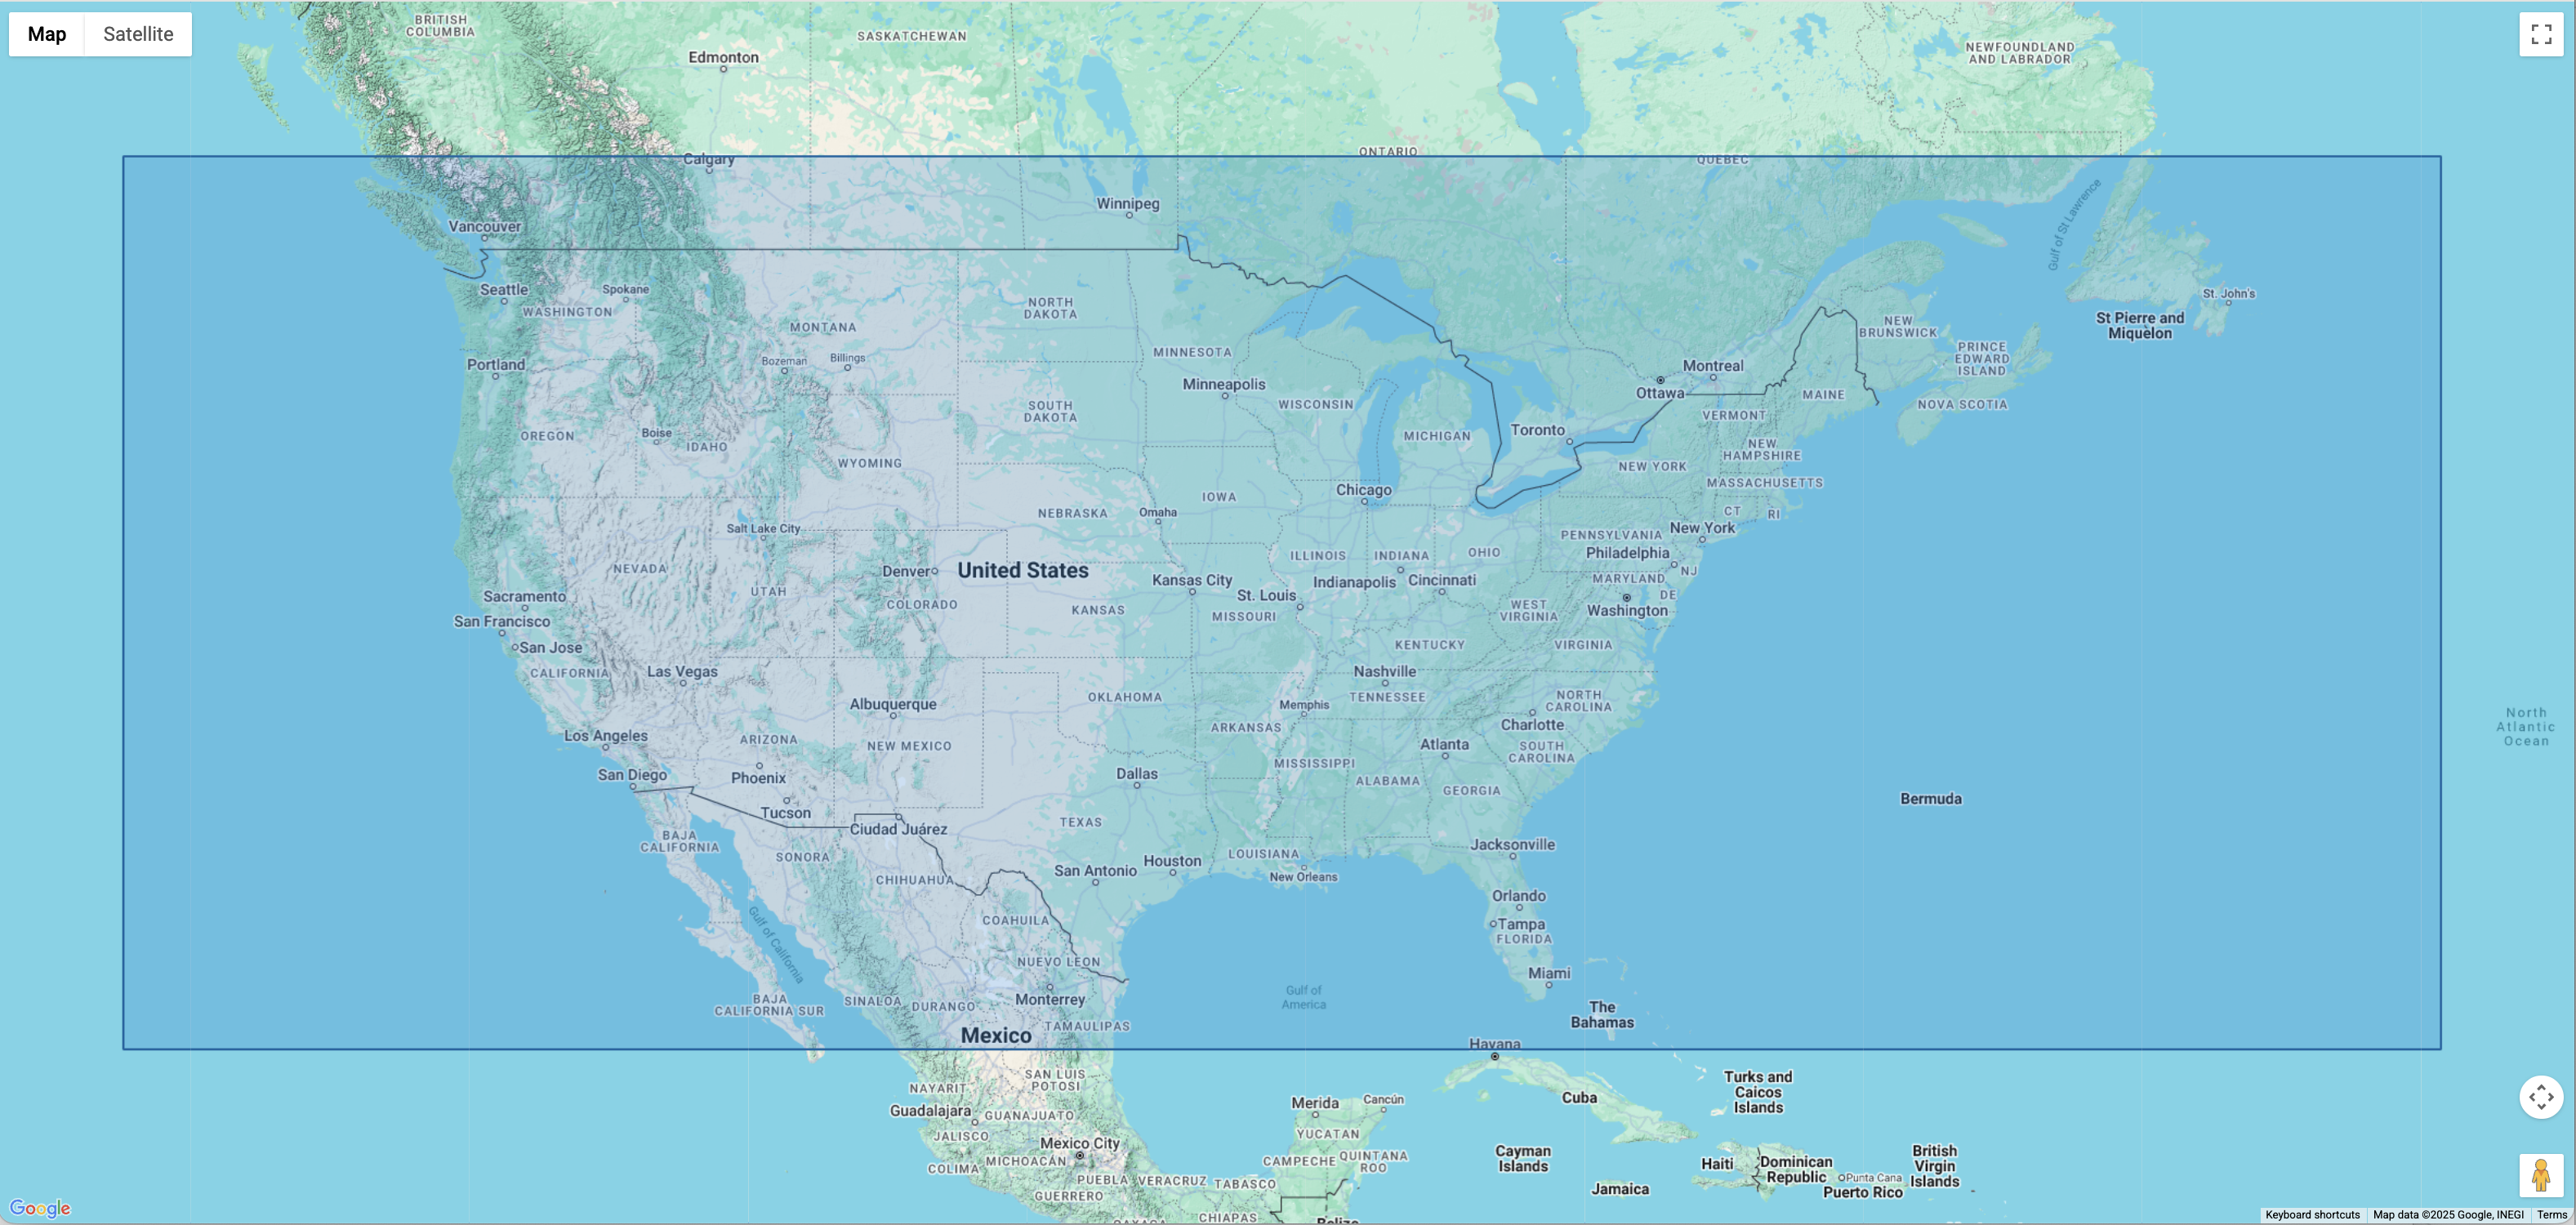 Map
Satellite
BRITISH
COLUMBIA
SASKATCHEWAN
Edmonton
NEWFOUNDLAND
AND LABRADOR
Calgary
ONTARIO
QUEBEC
Winnipeg
Vancouver
Gulf of St Lawrence
Seattle
Spokane
WASHINGTON
NORTH
DAKOTA
St. John's
St Pierre and
Miquelon
MONTANA
NEW
BRUNSWICK
Portland
Bozeman
Billings
MINNESOTA
PRINCE
EDWARD
ISLAND
Montreal
Minneapolis
Ottawa
MAINE
SOUTH
DAKOTA
WISCONSIN
VERMONT
NOVA SCOTIA
OREGON
Boise
IDAHO
MICHIGAN
Toronto
NEW
HAMPSHIRE
WYOMING
NEW YORK
MASSACHUSETTS
IOWA
Chicago
NEBRASKA
Omaha
CT
RI
Salt Lake City
PENNSYLVANIA
New York
NEVADA
Denver
United States
ILLINOIS
INDIANA
OHIO
Philadelphia
UTAH
Kansas City
Indianapolis
Cincinnati
MARYLAND
NJ
Sacramento
COLORADO
KANSAS
St. Louis
DE
San Francisco
MISSOURI
WEST
VIRGINIA
Washington
San Jose
KENTUCKY
VIRGINIA
CALIFORNIA
Las Vegas
Nashville
Albuquerque
OKLAHOMA
TENNESSEE
NORTH
CAROLINA
Memphis
ARKANSAS
Charlotte
North
Atlantic
Ocean
Los Angeles
ARIZONA
NEW MEXICO
Atlanta
SOUTH
CAROLINA
San Diego
Phoenix
Dallas
MISSISSIPPI
ALABAMA
GEORGIA
Bermuda
Tucson
Ciudad Juárez
TEXAS
BAJA
CALIFORNIA
SONORA
LOUISIANA
Jacksonville
CHIHUAHUA
San Antonio
Houston
New Orleans
Orlando
Gulf of California
COAHUILA
Tampa
FLORIDA
NUEVO LEON
Miami
BAJA
CALIFORNIA SUR
SINALOA
DURANGO
Monterrey
Gulf of
America
The
Bahamas
Mexico
TAMAULIPAS
Havana
NAYARIT
SAN LUIS
POTOSI
Turks and
Caicos
Islands
Guadalajara
GUANAJUATO
Merida
Cancún
Cuba
JALISCO
Mexico City
YUCATAN
COLIMA
MICHOACÁN
CAMPECHE
QUINTANA
ROO
Cayman
Islands
Haiti
Dominican
Republic
British
Virgin
Islands
PUEBLA
VERACRUZ
TABASCO
Punta Cana
Puerto Rico
GUERRERO
Jamaica
OAXACA
CHIAPAS
Belize
Google
Keyboard shortcuts
Map data ©2025 Google, INEGI
Terms